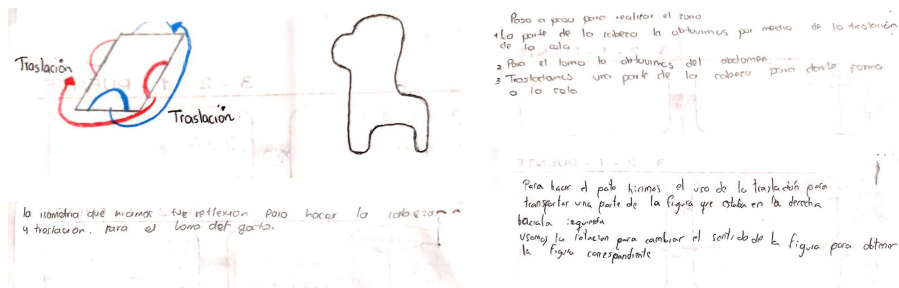 Traslación
Traslación
Paso a paso para realizar el zorro
1 La parte de la cabeza la obtuvimos por medio de la traslación
de la cola
2 Para el lomo lo obtuvimos del abdomen
3 Trasladamos una parte de la cabeza para darle forma
a la cola.
la isometria que hicimos fue reflexion para hacer la cabeza
y traslación. para el lomo del gato.
Para hacer el pato hicimos el uso de la traslación para
transportar una parte de la figura que estaba en la derecha
hacia la izquierda
Usamos la rotacion para cambiar el sentido de la figura para obtener
la figura correspondiente